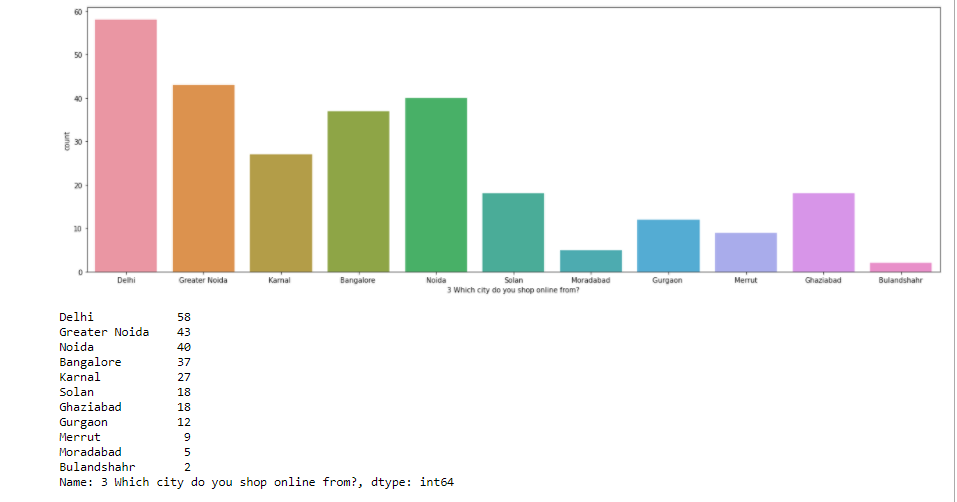 60
50
40
30
20
10
0
count
Delhi Greater Noida Karnal Bangalore Noida Solan Moradabad Gurgaon Merrut Ghaziabad Bulandshahr
3 Which city do you shop online from?
Delhi 58
Greater Noida 43
Noida 40
Bangalore 37
Karnal 27
Solan 18
Ghaziabad 18
Gurgaon 12
Merrut 9
Moradabad 5
Bulandshahr 2
Name: 3 Which city do you shop online from?, dtype: int64